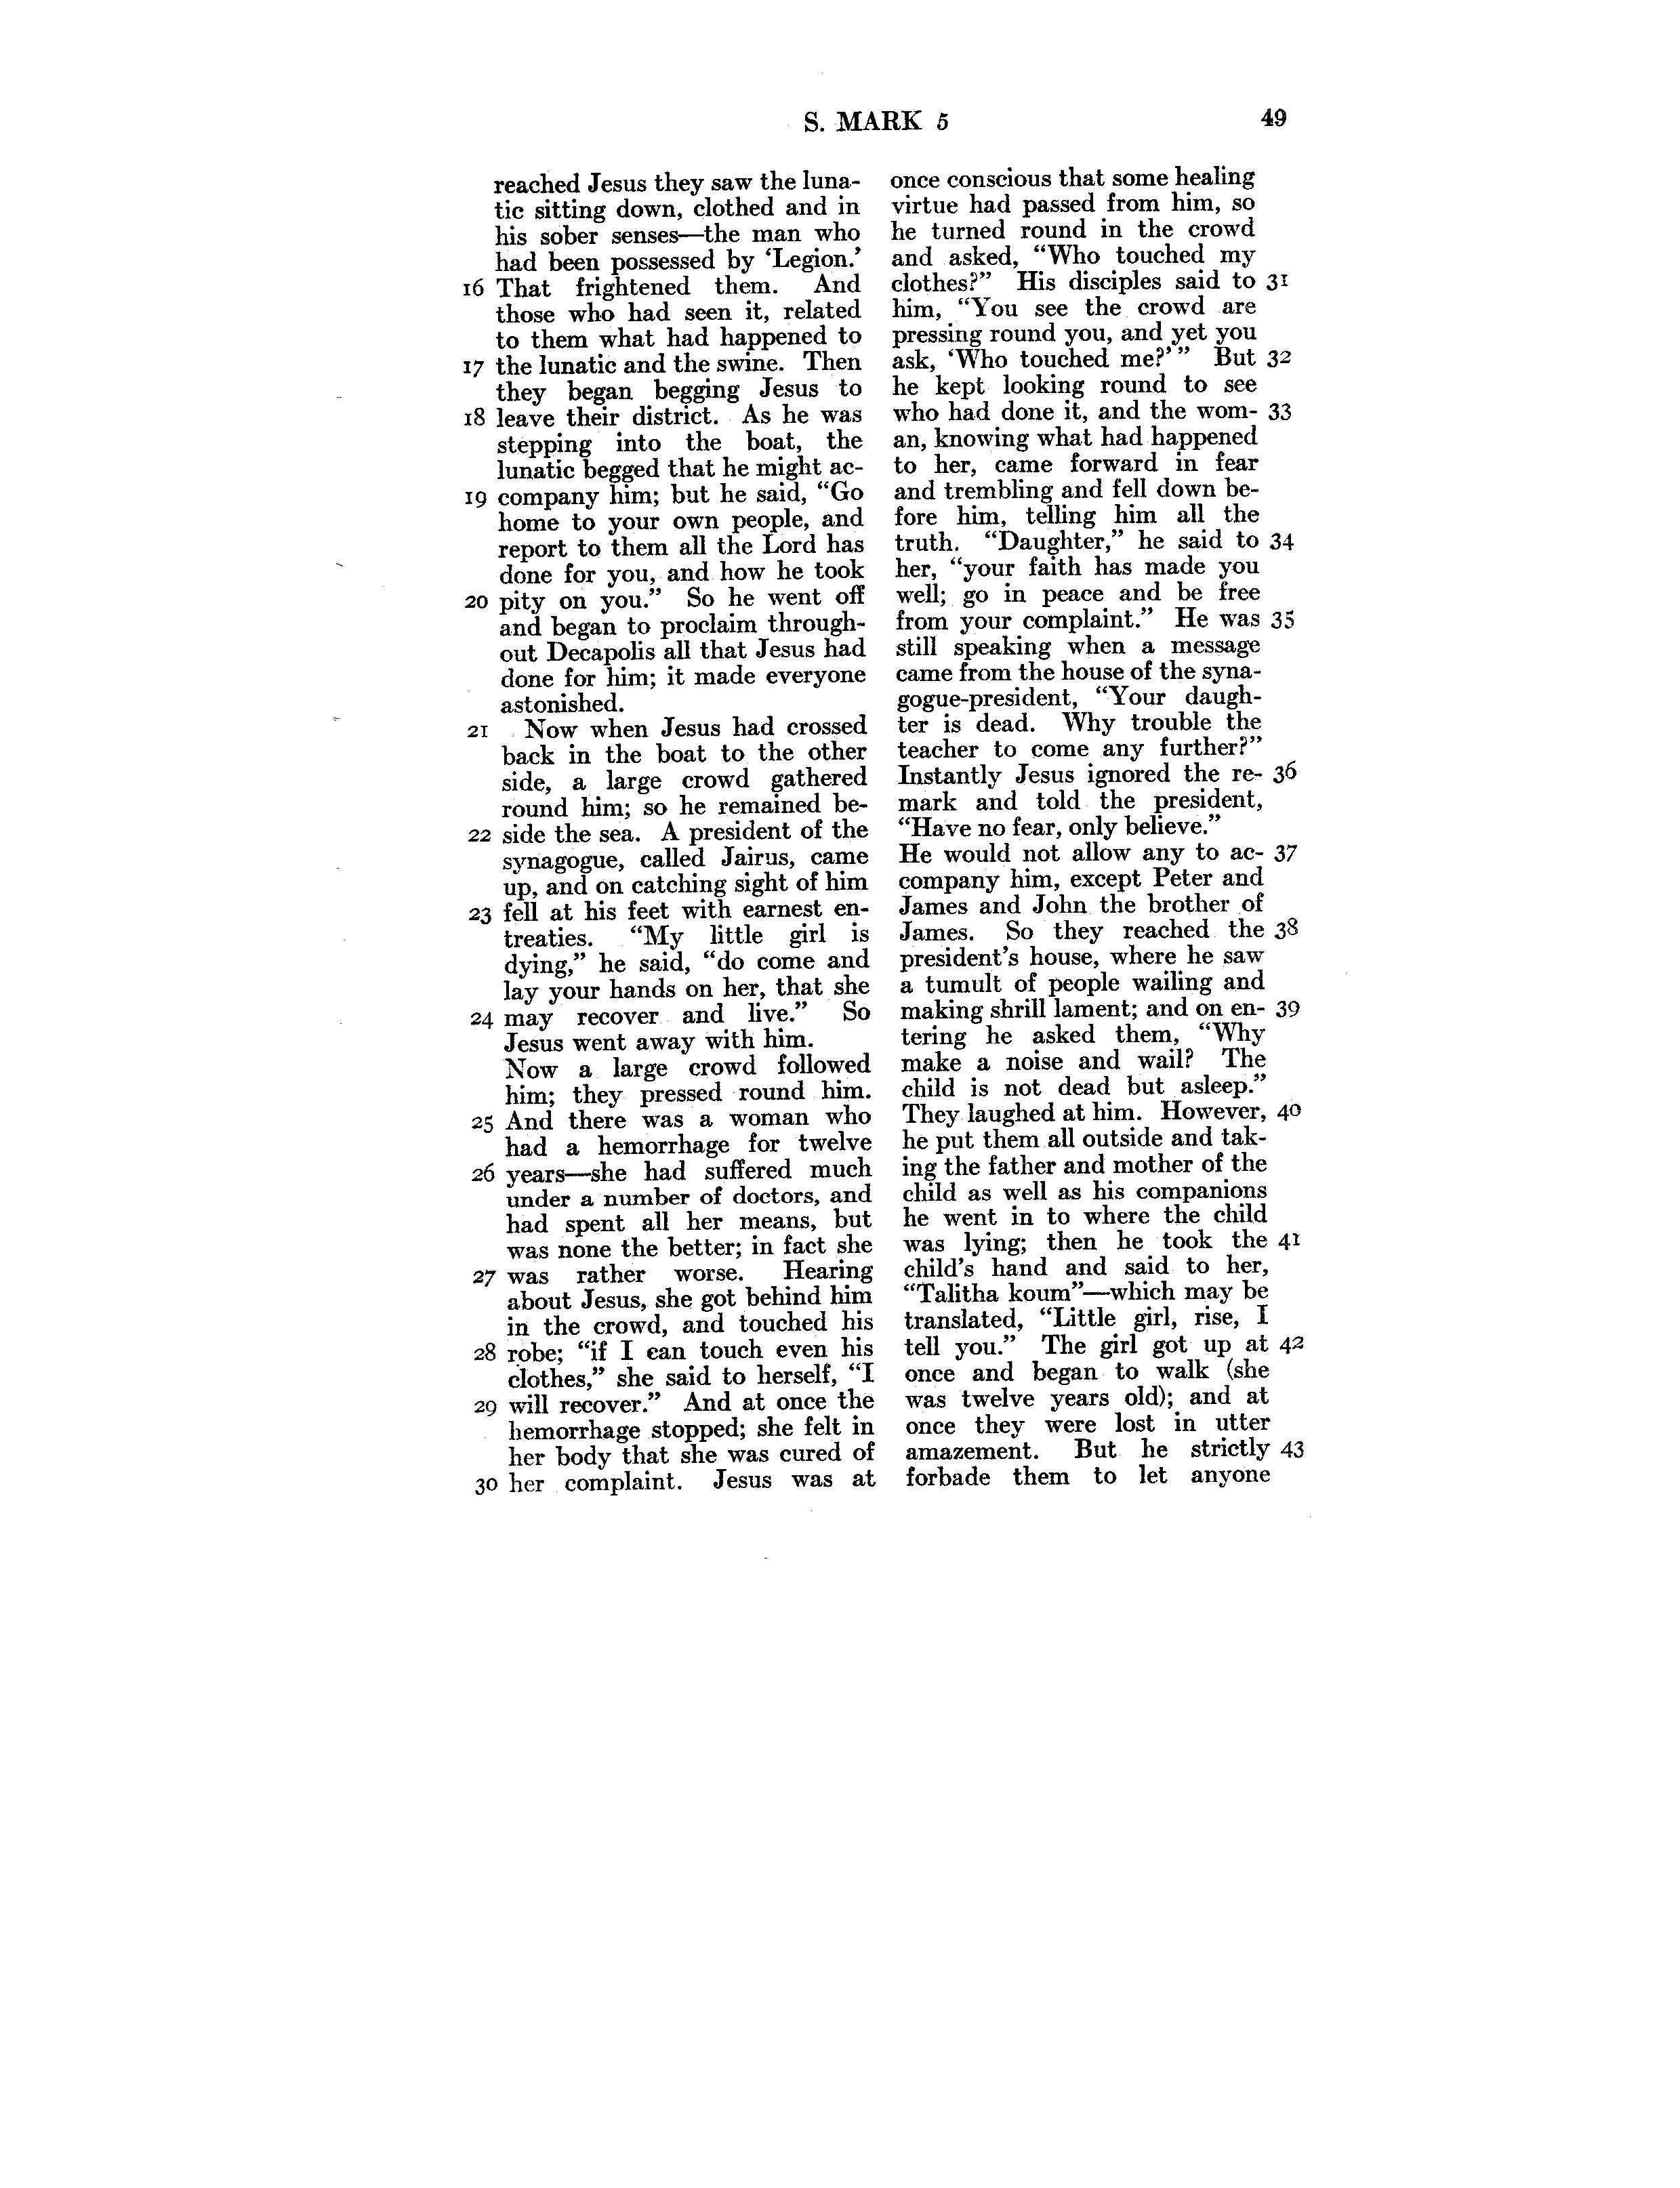 S. MARK 5 49
reached Jesus they saw the luna-
tic sitting down, clothed and in
his sober senses—the man who
had been possessed by ‘Legion.’
16 That frightened them. And
those who had seen it, related
to them what had happened to
17 the lunatic and the swine. Then
they began begging Jesus to
18 leave their district. As he was
stepping into the boat, the
lunatic begged that he might ac-
19 company him; but he said, “Go
home to your own people, and
report to them all the Lord has
done for you, and how he took
20 pity on you.” So he went off
and began to proclaim through-
out Decapolis all that Jesus had
done for him; it made everyone
astonished.
21 Now when Jesus had crossed
back in the boat to the other
side, a large crowd gathered
round him; so he remained be-
22 side the sea. A president of the
synagogue, called Jairus, came
up, and on catching sight of him
23 fell at his feet with earnest en-
treaties. “My little girl is
dying,” he said, “do come and
lay your hands on her, that she
24 may recover and live.” So
Jesus went away with him.
Now a large crowd followed
him; they pressed round him.
25 And there was a woman who
had a hemorrhage for twelve
26 years—she had suffered much
under a number of doctors, and
had spent all her means, but
was none the better; in fact she
27 was rather worse. Hearing
about Jesus, she got behind him
in the crowd, and touched his
28 robe; “if I can touch even his
clothes,” she said to herself, “I
29 will recover.” And at once the
hemorrhage stopped; she felt in
her body that she was cured of
30 her complaint. Jesus was at
once conscious that some healing
virtue had passed from him, so
he turned round in the crowd
and asked, “Who touched my
clothes?” His disciples said to 31
him, “You see the crowd are
pressing round you, and yet you
ask, ‘Who touched me?’” But 32
he kept looking round to see
who had done it, and the wom- 33
an, knowing what had happened
to her, came forward in fear
and trembling and fell down be-
fore him, telling him all the
truth. “Daughter,” he said to 34
her, “your faith has made you
well; go in peace and be free
from your complaint.” He was 35
still speaking when a message
came from the house of the syna-
gogue-president, “Your daugh-
ter is dead. Why trouble the
teacher to come any further?”
Instantly Jesus ignored the re- 36
mark and told the president,
“Have no fear, only believe.”
He would not allow any to ac- 37
company him, except Peter and
James and John the brother of
James. So they reached the 38
president’s house, where he saw
a tumult of people wailing and
making shrill lament; and on en- 39
tering he asked them, “Why
make a noise and wail? The
child is not dead but asleep.”
They laughed at him. However, 40
he put them all outside and tak-
ing the father and mother of the
child as well as his companions
he went in to where the child
was lying; then he took the 41
child’s hand and said to her,
“Talitha koum”—which may be
translated, “Little girl, rise, I
tell you.” The girl got up at 42
once and began to walk (she
was twelve years old); and at
once they were lost in utter
amazement. But he strictly 43
forbade them to let anyone